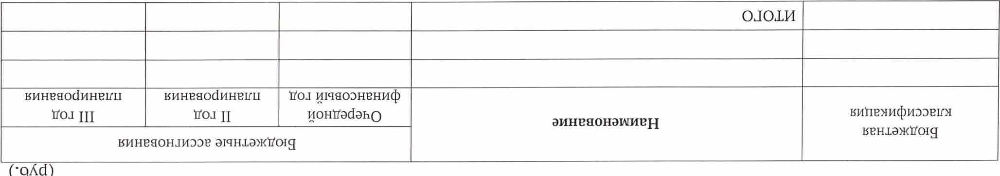 (руб.)
Бюджетная
классификация
Наименование
Бюджетные ассигнования
Очередной
финансовый год
II год
планирования
III год
планирования
ИТОГО